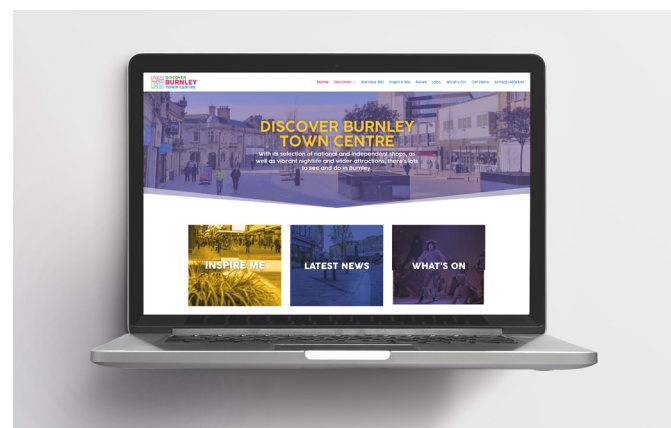 DISCOVER
BURNLEY
TOWN CENTRE
Home Discover Burnley Bill Inspire Me News Jobs What's On Get Here Artisan Market
DISCOVER BURNLEY
TOWN CENTRE
With its selection of national and independent shops, as
well as vibrant nightlife and wider attractions, there's lots
to see and do in Burnley.
INSPIRE ME
LATEST NEWS
WHAT'S ON